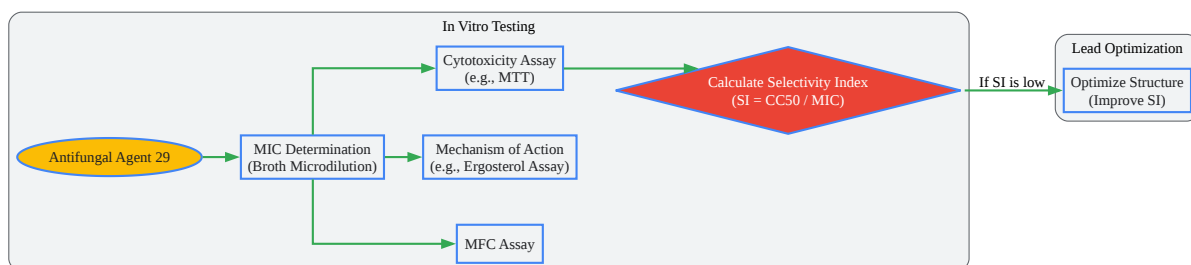 In Vitro Testing
Cytotoxicity Assay
(e.g., MTT)
Calculate Selectivity Index
(SI = CC50 / MIC)
If SI is low
Lead Optimization
Optimize Structure
(Improve SI)
Antifungal Agent 29
MIC Determination
(Broth Microdilution)
Mechanism of Action
(e.g., Ergosterol Assay)
MFC Assay